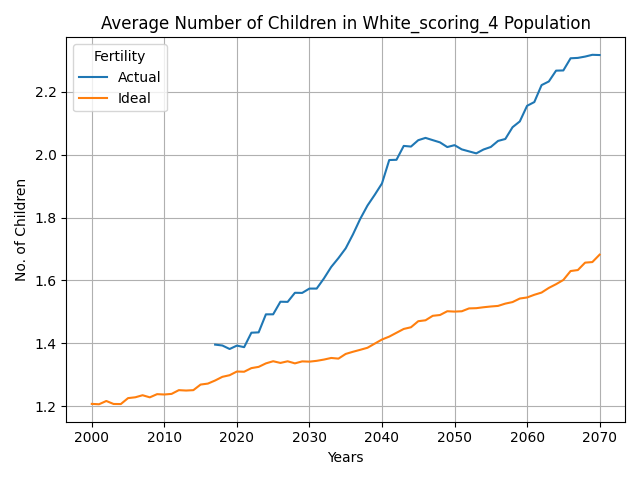 Average Number of Children in White_scoring_4 Population
Fertility
Actual
Ideal
No. of Children
2.2
2.0
1.8
1.6
1.4
1.2
2000 2010 2020 2030 2040 2050 2060 2070
Years